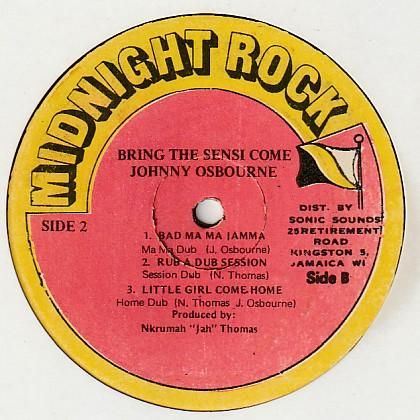 MIDNIGHT ROCK
BRING THE SENSI COME
JOHNNY OSBOURNE
SIDE 2
DIST. BY
SONIC SOUNDS
25 RETIREMENT
ROAD
KINGSTON 5,
JAMAICA WI
Side B
1. BAD MA MA JAMMA
Ma Ma Dub (J. Osbourne)
2. RUB A DUB SESSION
Session Dub (N. Thomas)
3. LITTLE GIRL COME HOME
Home Dub (N. Thomas J. Osbourne)
Produced by:
Nkrumah "Jah" Thomas